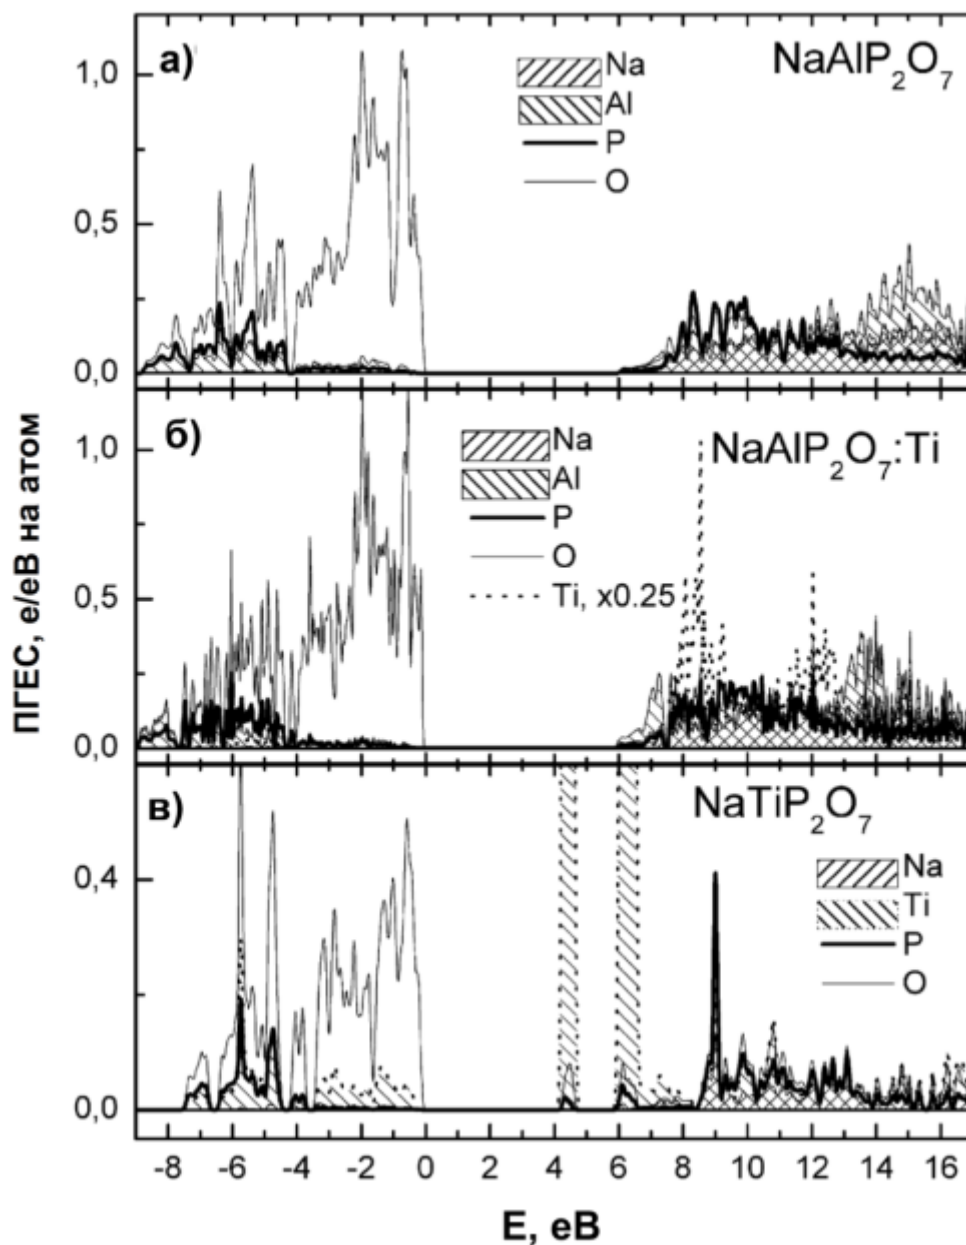 а)
NaAlP₂O₇
Na
Al
P
O
1,0
0,5
0,0
б)
NaAlP₂O₇:Ti
Na
Al
P
O
Ti, x0.25
1,0
0,5
0,0
в)
NaTiP₂O₇
Na
Ti
P
O
0,4
0,0
-8 -6 -4 -2 0 2 4 6 8 10 12 14 16
E, еВ
ПГЕС, е/еВ на атом